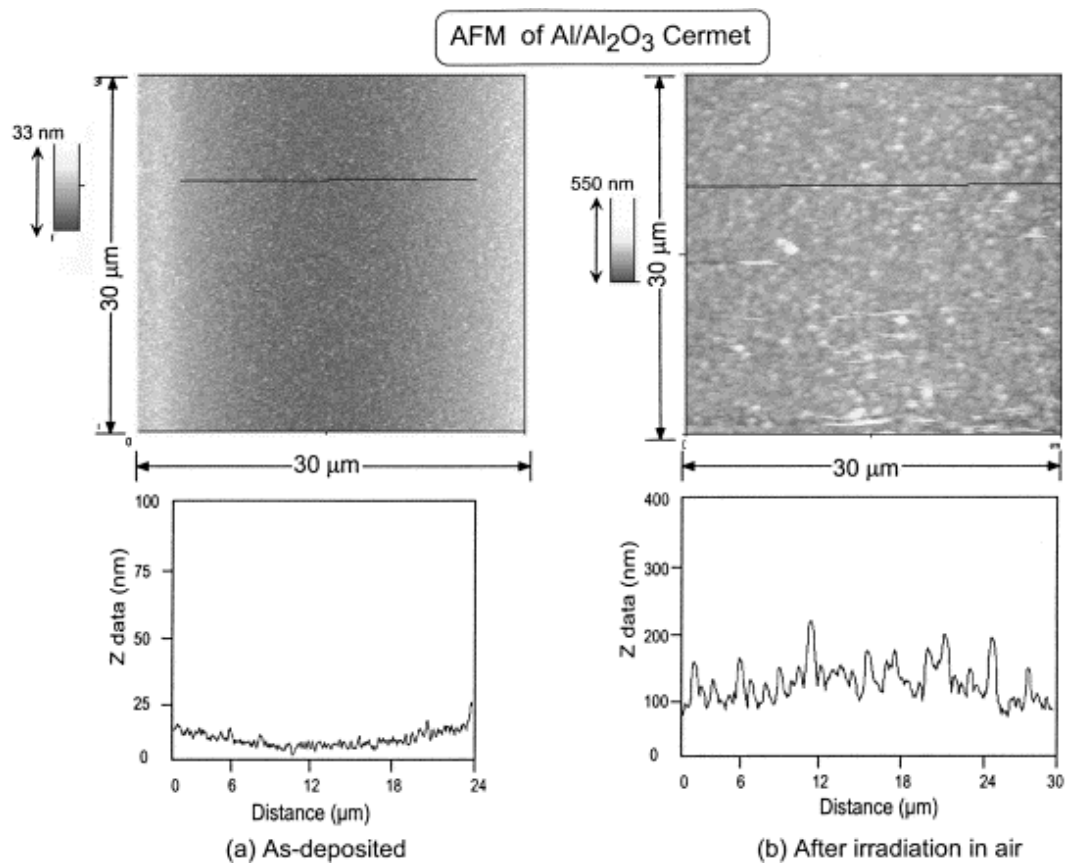 AFM of Al/Al₂O₃ Cermet
33 nm
30 μm
30 μm
550 nm
30 μm
30 μm
100
75
50
25
0
Z data (nm)
0 6 12 18 24
Distance (μm)
(a) As-deposited
400
300
200
100
0
Z data (nm)
0 6 12 18 24 30
Distance (μm)
(b) After irradiation in air